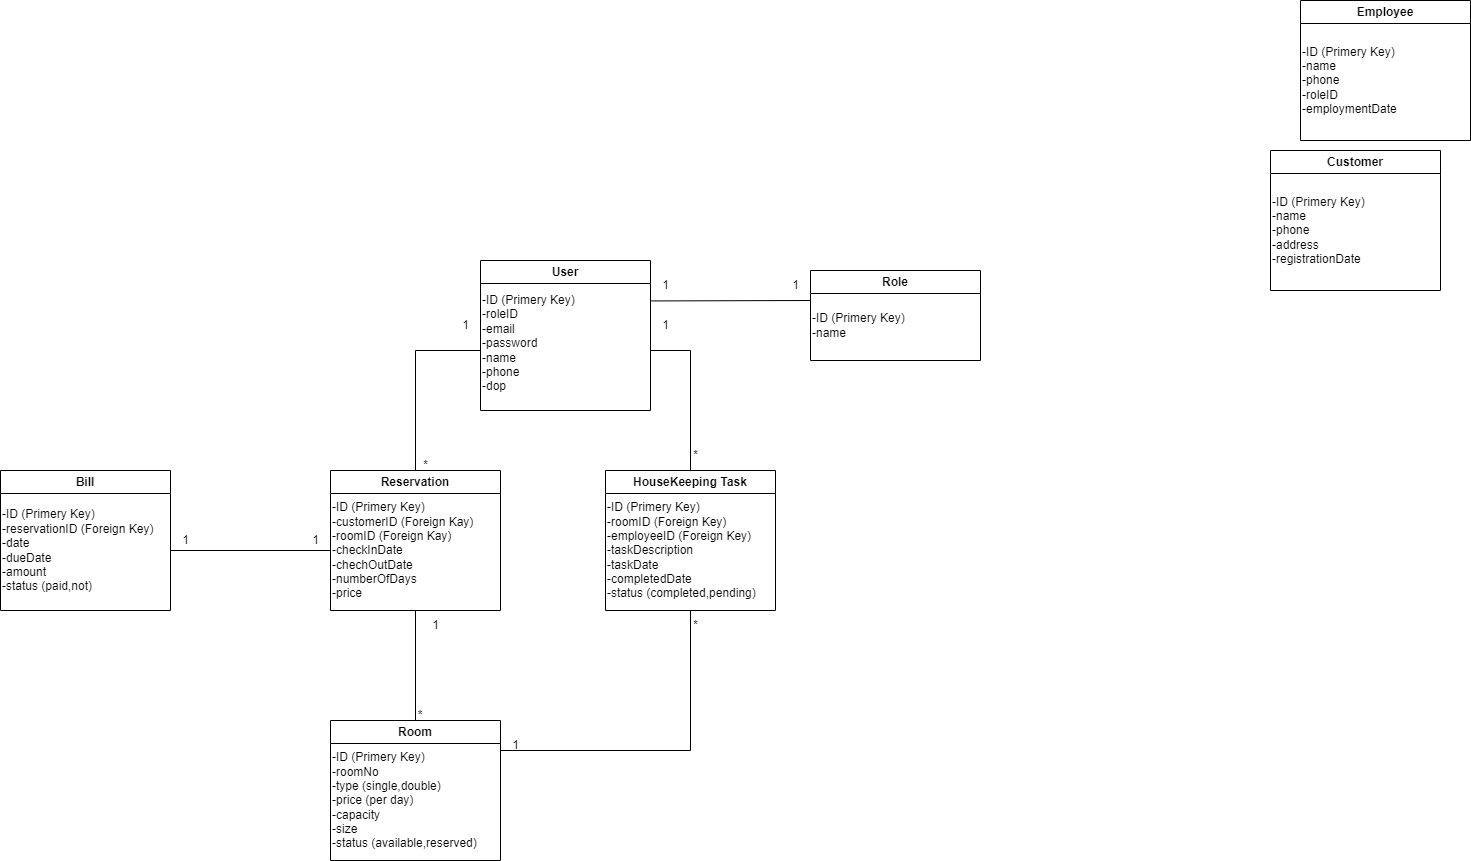 Employee
-ID (Primery Key)
-name
-phone
-roleID
-employmentDate
Customer
-ID (Primery Key)
-name
-phone
-address
-registrationDate
User
-ID (Primery Key)
-roleID
-email
-password
-name
-phone
-dop
1
1
1
1
Role
-ID (Primery Key)
-name
*
*
Bill
-ID (Primery Key)
-reservationID (Foreign Key)
-date
-dueDate
-amount
-status (paid,not)
1
1
Reservation
-ID (Primery Key)
-customerID (Foreign Kay)
-roomID (Foreign Kay)
-checkInDate
-chechOutDate
-numberOfDays
-price
HouseKeeping Task
-ID (Primery Key)
-roomID (Foreign Key)
-employeeID (Foreign Key)
-taskDescription
-taskDate
-completedDate
-status (completed,pending)
1
*
*
1
Room
-ID (Primery Key)
-roomNo
-type (single,double)
-price (per day)
-capacity
-size
-status (available,reserved)